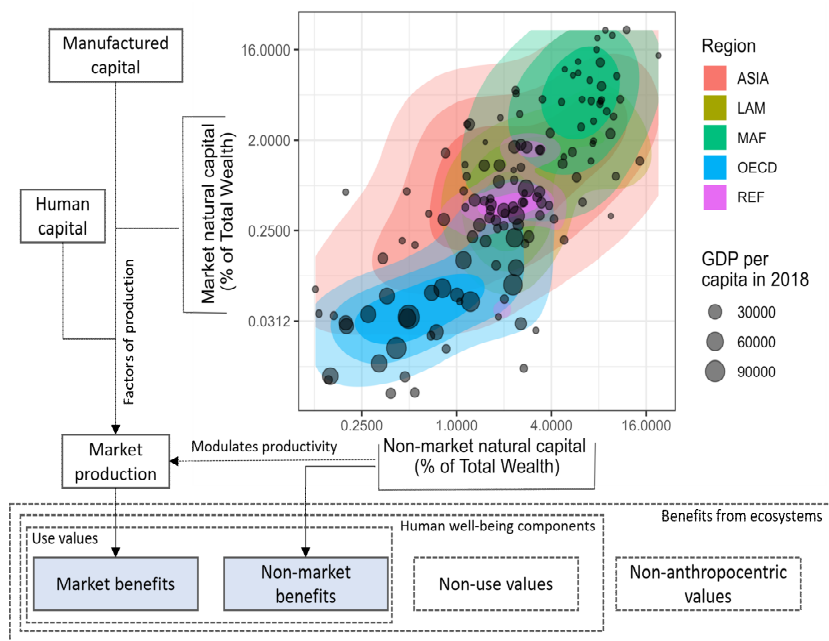 Manufactured
capital
Human
capital
Factors of production
Market natural capital
(% of Total Wealth)
16.0000
2.0000
0.2500
0.0312
0.2500
1.0000
4.0000
16.0000
Region
ASIA
LAM
MAF
OECD
REF
GDP per
capita in 2018
30000
60000
90000
Market
production
Modulates productivity
Non-market natural capital
(% of Total Wealth)
Benefits from ecosystems
Human well-being components
Use values
Market benefits
Non-market
benefits
Non-use values
Non-anthropocentric
values